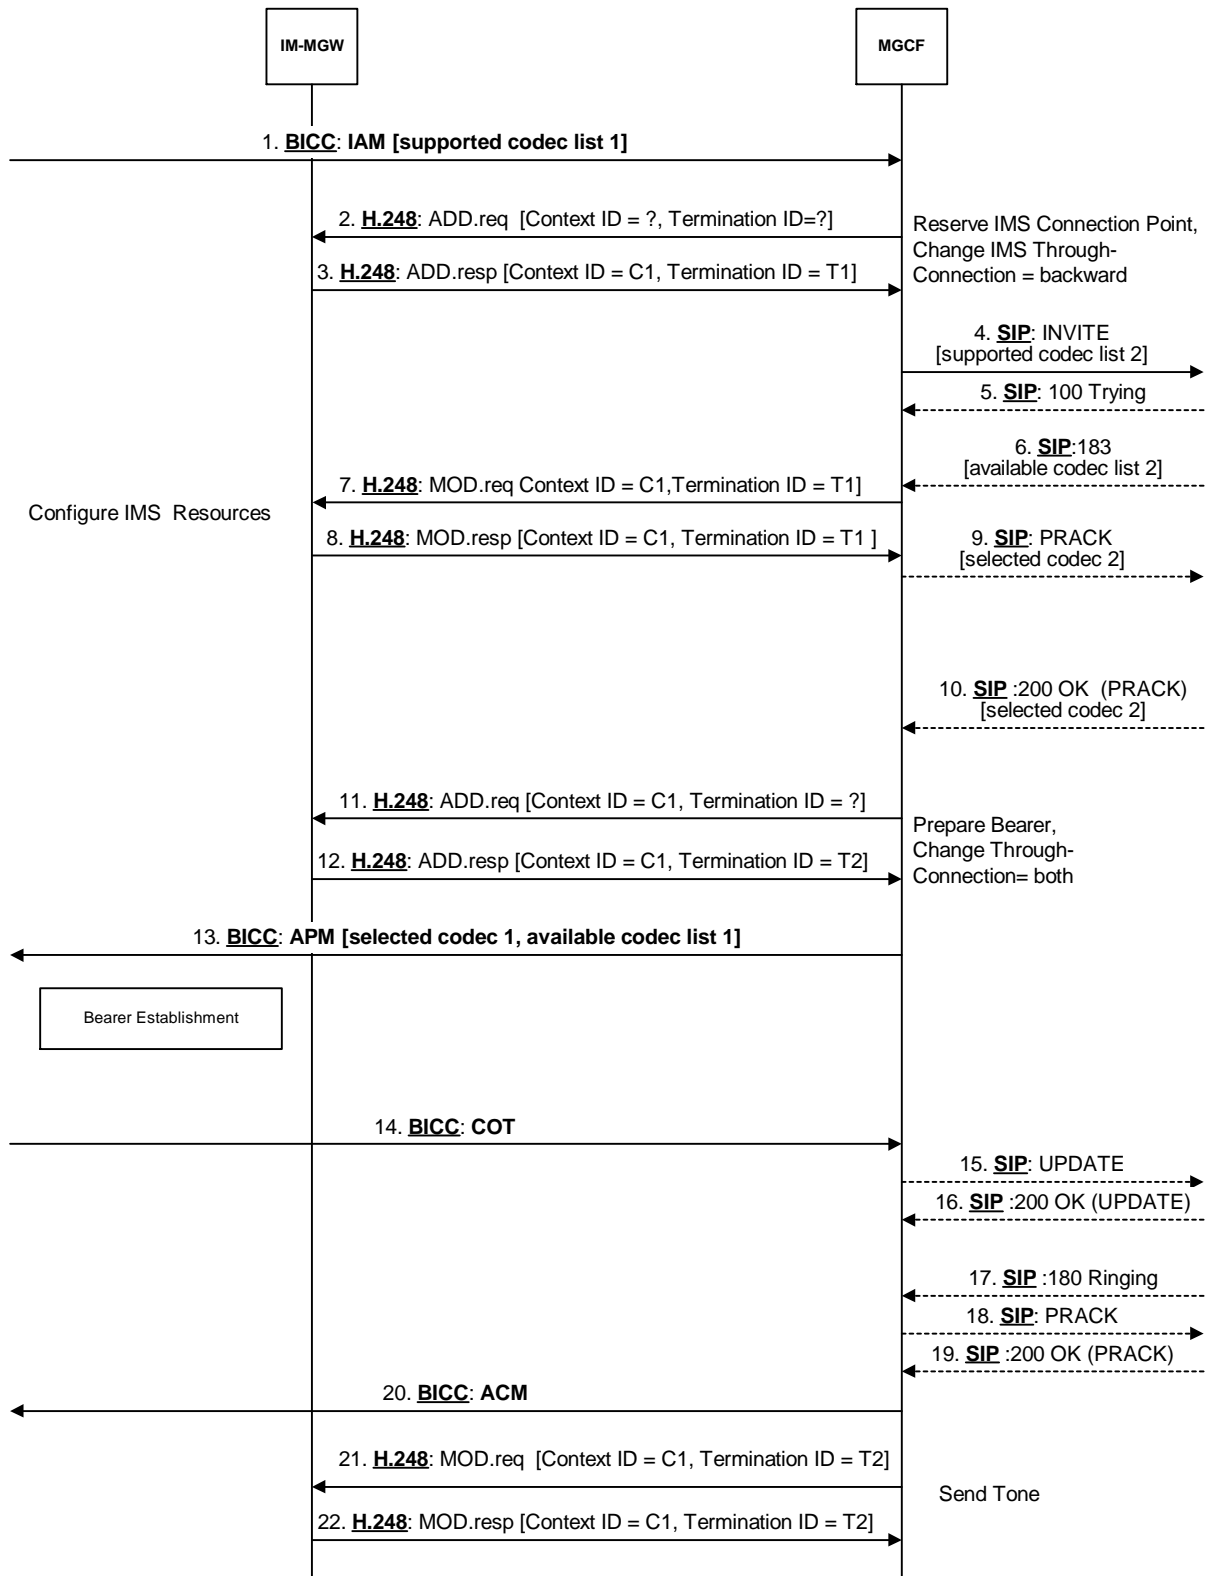 IM-MGW
MGCF
1. BICC: IAM [supported codec list 1]
2. H.248: ADD.req [Context ID = ?, Termination ID=?]
Reserve IMS Connection Point,
Change IMS Through-
Connection = backward
3. H.248: ADD.resp [Context ID = C1, Termination ID = T1]
4. SIP: INVITE
[supported codec list 2]
5. SIP: 100 Trying
6. SIP:183
[available codec list 2]
7. H.248: MOD.req Context ID = C1,Termination ID = T1]
Configure IMS Resources
8. H.248: MOD.resp [Context ID = C1, Termination ID = T1 ]
9. SIP: PRACK
[selected codec 2]
10. SIP :200 OK (PRACK)
[selected codec 2]
11. H.248: ADD.req [Context ID = C1, Termination ID = ?]
Prepare Bearer,
Change Through-
Connection= both
12. H.248: ADD.resp [Context ID = C1, Termination ID = T2]
13. BICC: APM [selected codec 1, available codec list 1]
Bearer Establishment
14. BICC: COT
15. SIP: UPDATE
16. SIP :200 OK (UPDATE)
17. SIP :180 Ringing
18. SIP: PRACK
19. SIP :200 OK (PRACK)
20. BICC: ACM
21. H.248: MOD.req [Context ID = C1, Termination ID = T2]
Send Tone
22. H.248: MOD.resp [Context ID = C1, Termination ID = T2]